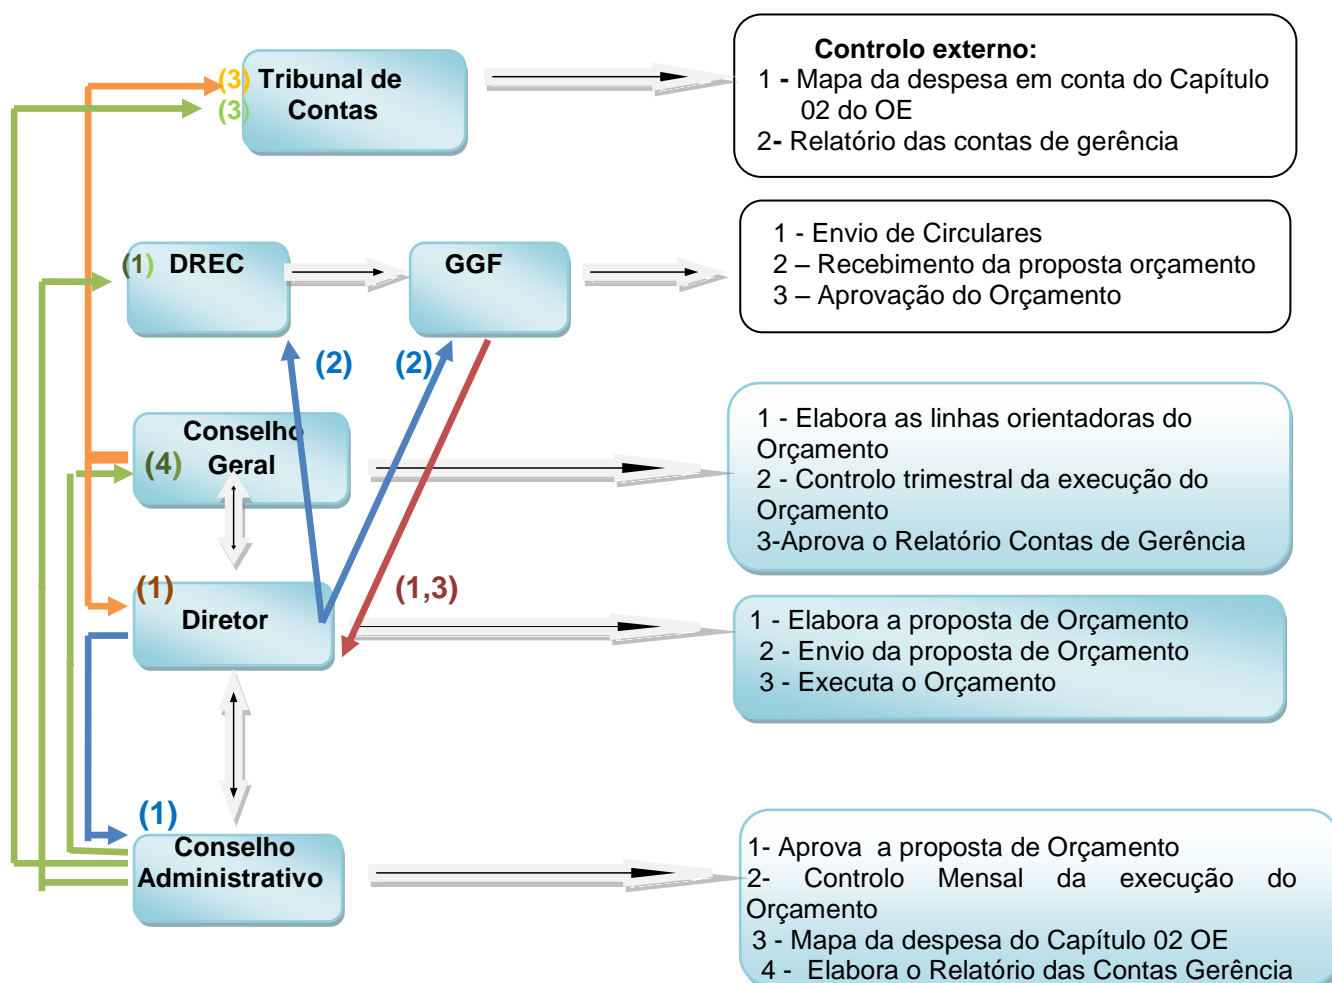 Controlo externo:
1 - Mapa da despesa em conta do Capítulo
02 do OE
2- Relatório das contas de gerência
(3) Tribunal de
(3) Contas
(1) DREC
GGF
1 - Envio de Circulares
2 – Recebimento da proposta orçamento
3 – Aprovação do Orçamento
(2)
(2)
Conselho
(4) Geral
1 - Elabora as linhas orientadoras do
Orçamento
2 - Controlo trimestral da execução do
Orçamento
3-Aprova o Relatório Contas de Gerência
(1)
Diretor
(1,3)
1 - Elabora a proposta de Orçamento
2 - Envio da proposta de Orçamento
3 - Executa o Orçamento
(1)
Conselho
Administrativo
1- Aprova a proposta de Orçamento
2- Controlo Mensal da execução do
Orçamento
3 - Mapa da despesa do Capítulo 02 OE
4 - Elabora o Relatório das Contas Gerência